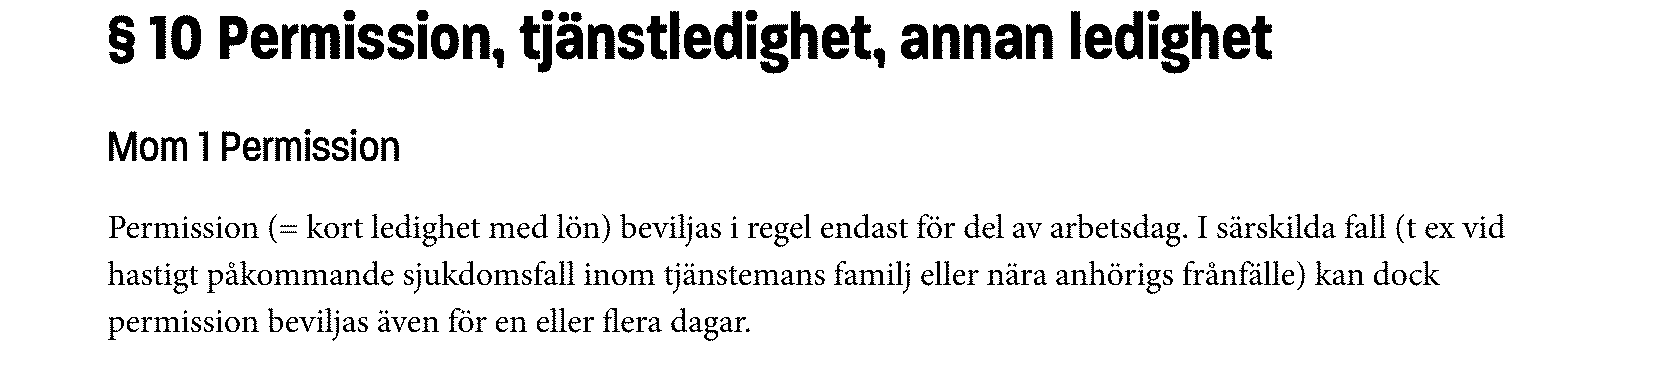 § 10 Permission, tjänstledighet, annan ledighet
Mom 1 Permission
Permission (= kort ledighet med lön) beviljas i regel endast för del av arbetsdag. I särskilda fall (t ex vid
hastigt påkommande sjukdomsfall inom tjänstemans familj eller nära anhörigs frånfälle) kan dock
permission beviljas även för en eller flera dagar.